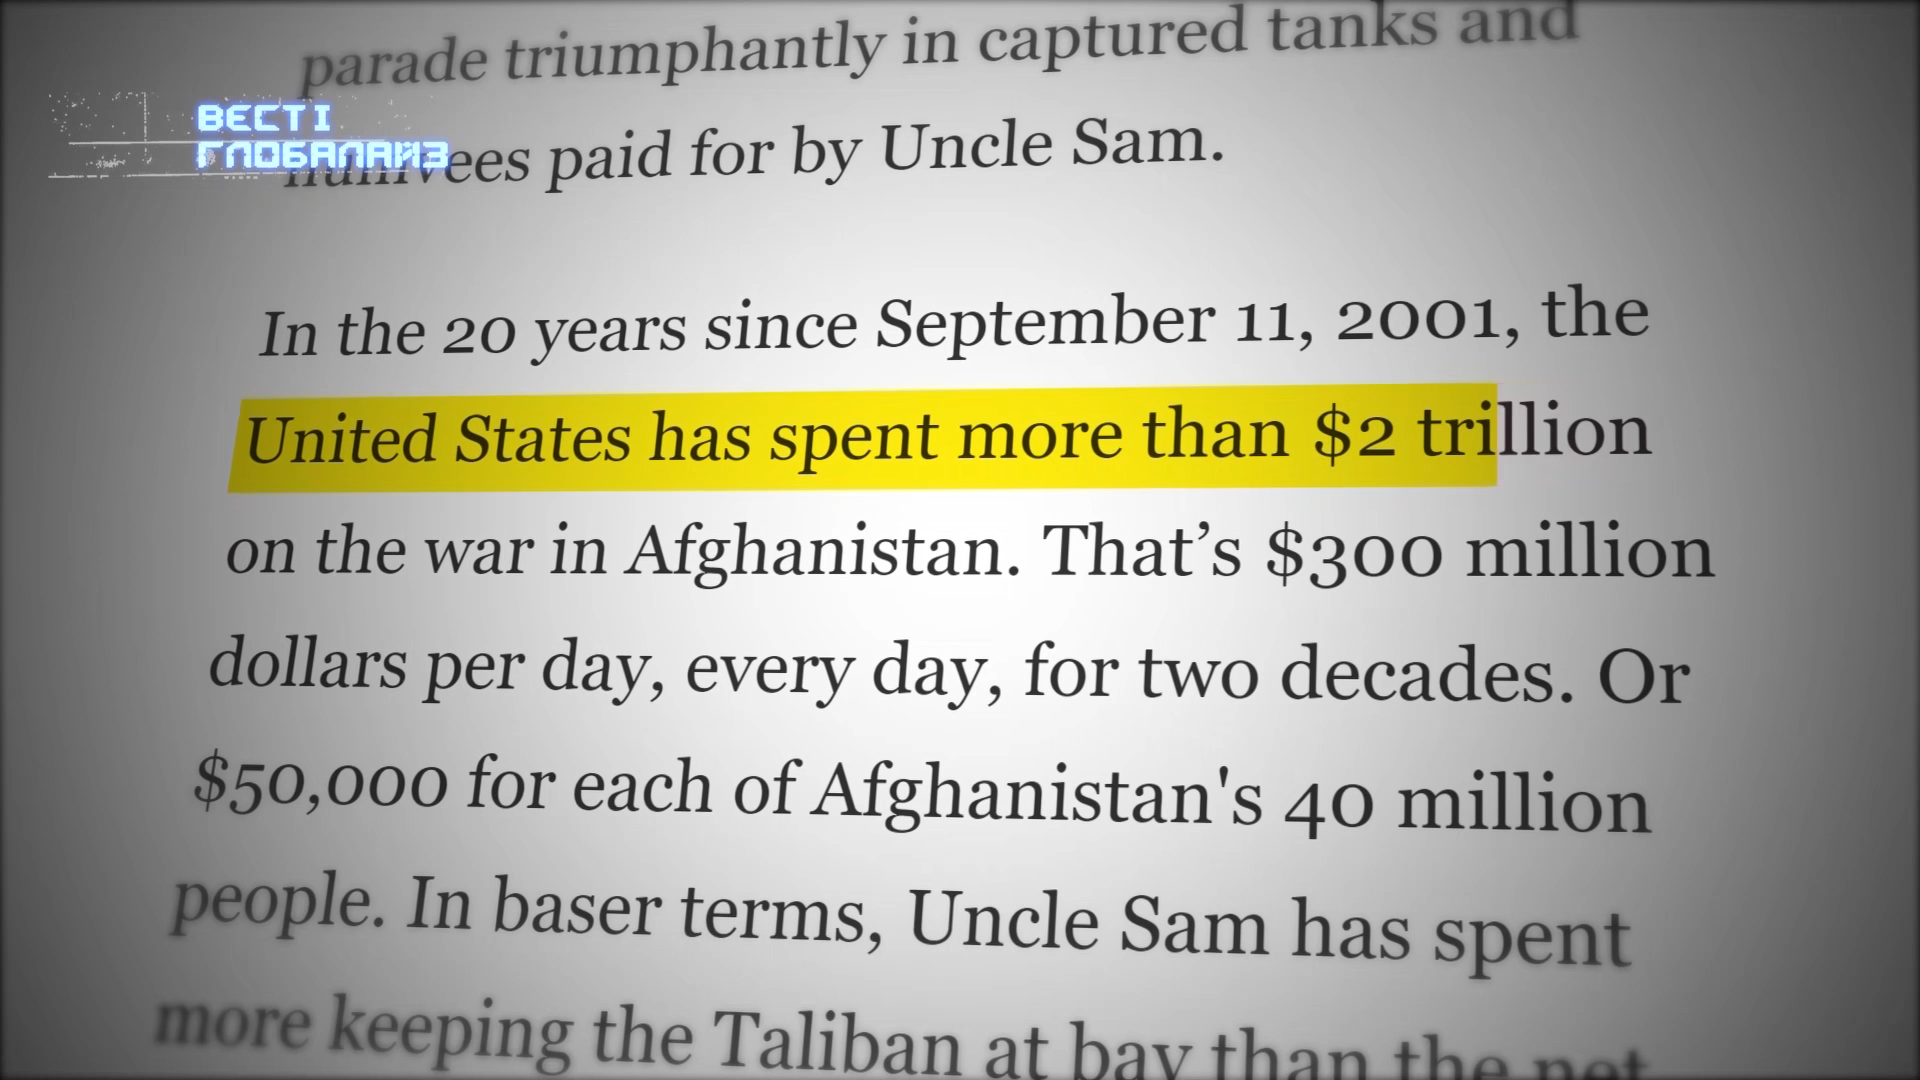 parade triumphantly in captured tanks and
ВЕСТІ
ГЛОБАЛАЙЗ
humvees paid for by Uncle Sam.
In the 20 years since September 11, 2001, the
United States has spent more than $2 trillion
on the war in Afghanistan. That’s $300 million
dollars per day, every day, for two decades. Or
$50,000 for each of Afghanistan's 40 million
people. In baser terms, Uncle Sam has spent
more keeping the Taliban at bay than the net